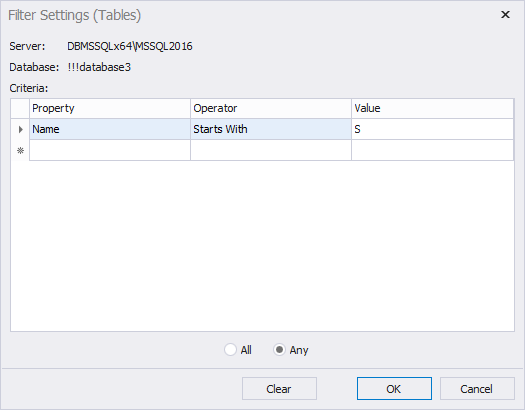 Filter Settings (Tables)
Server: DBMSSQLx64\MSSQL2016
Database: !!!database3
Criteria:
Property Operator Value
Name Starts With S
All Any
Clear OK Cancel